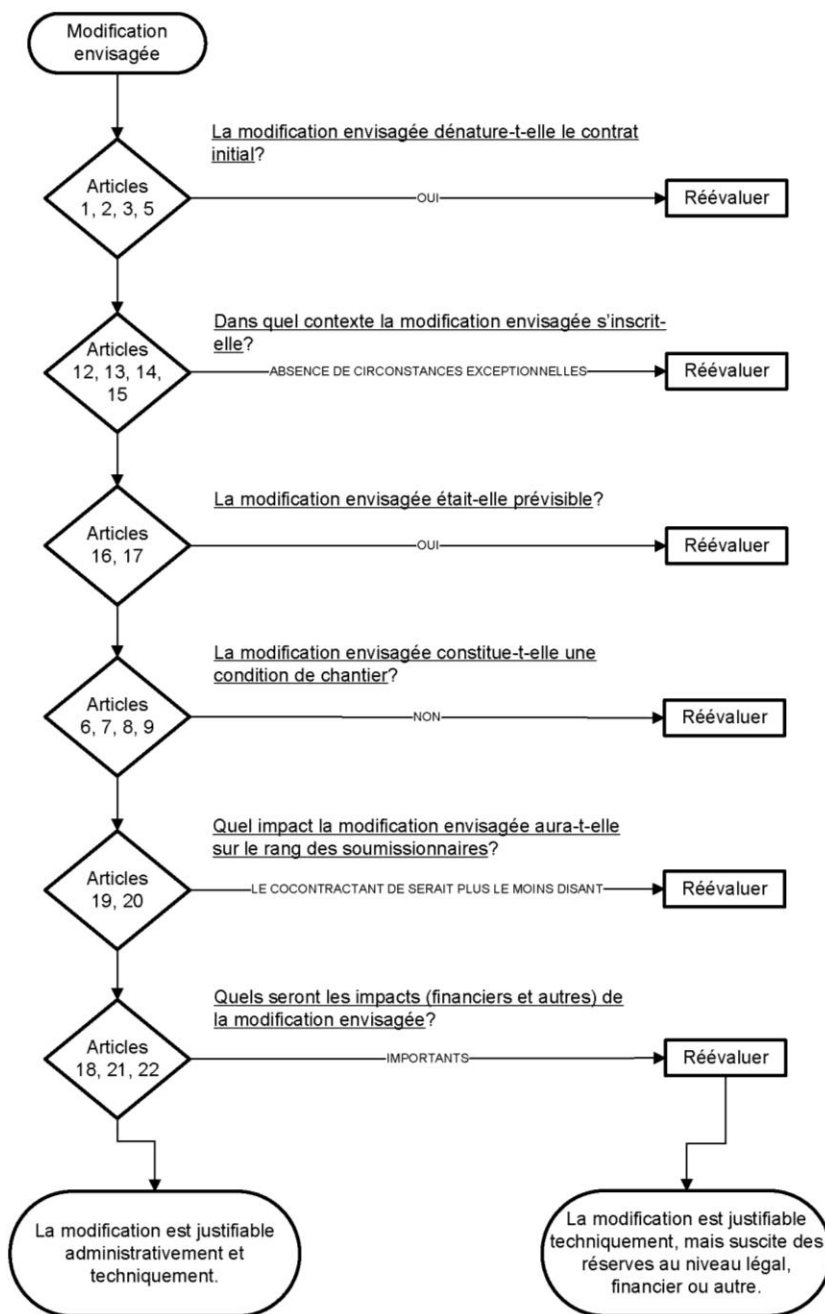 Modification
envisagée
La modification envisagée dénature-t-elle le contrat
initial?
Articles
1, 2, 3, 5
OUI
Réévaluer
Dans quel contexte la modification envisagée s'inscrit-
elle?
Articles
12, 13, 14,
15
ABSENCE DE CIRCONSTANCES EXCEPTIONNELLES
Réévaluer
La modification envisagée était-elle prévisible?
Articles
16, 17
OUI
Réévaluer
La modification envisagée constitue-t-elle une
condition de chantier?
Articles
6, 7, 8, 9
NON
Réévaluer
Quel impact la modification envisagée aura-t-elle
sur le rang des soumissionnaires?
Articles
19, 20
LE COCONTRACTANT DE SERAIT PLUS LE MOINS DISANT
Réévaluer
Quels seront les impacts (financiers et autres) de
la modification envisagée?
Articles
18, 21, 22
IMPORTANTS
Réévaluer
La modification est justifiable
administrativement et
techniquement.
La modification est justifiable
techniquement, mais suscite des
réserves au niveau légal,
financier ou autre.